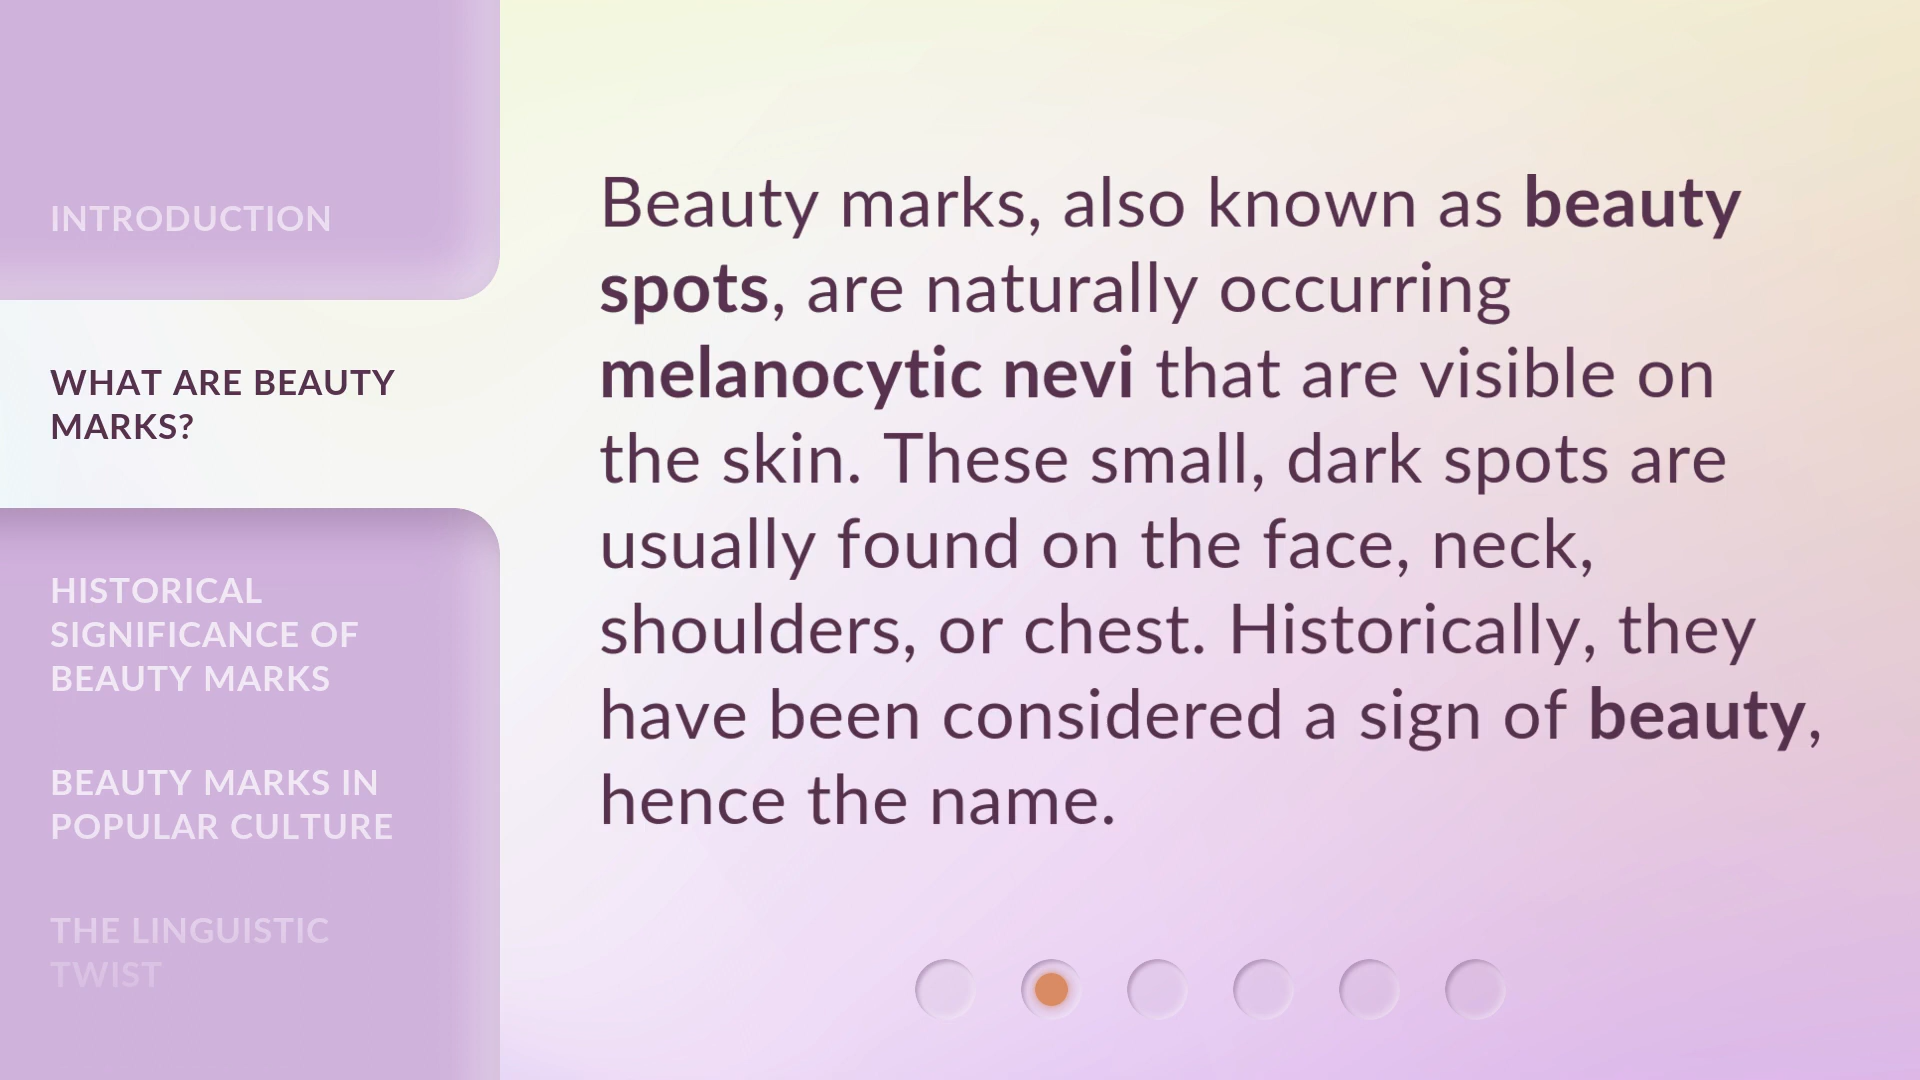 INTRODUCTION
WHAT ARE BEAUTY
MARKS?
HISTORICAL
SIGNIFICANCE OF
BEAUTY MARKS
BEAUTY MARKS IN
POPULAR CULTURE
THE LINGUISTIC
TWIST
Beauty marks, also known as beauty
spots, are naturally occurring
melanocytic nevi that are visible on
the skin. These small, dark spots are
usually found on the face, neck,
shoulders, or chest. Historically, they
have been considered a sign of beauty,
hence the name.